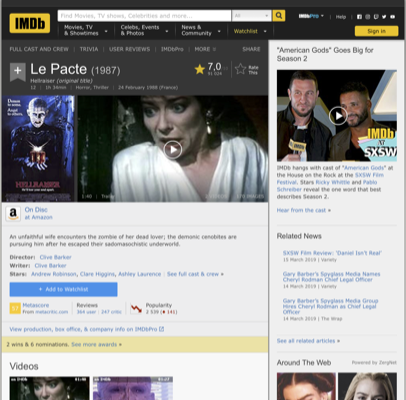 IMDb
Find Movies, TV shows, Celebrities and more...
All
IMDbPro
Help
Movies, TV & Showtimes
Celebs, Events & Photos
News & Community
Watchlist
Sign in
FULL CAST AND CREW | TRIVIA | USER REVIEWS | IMDbPro | MORE
SHARE
Le Pacte (1987)
Hellraiser (original title)
12 | 1h 34min | Horror, Thriller | 24 February 1988 (France)
7,0
Rate This
HELLRAISER
On Disc
at Amazon
An unfaithful wife encounters the zombie of her dead lover; the demonic cenobites are
pursuing him after he escaped their sadomasochistic underworld.
Director: Clive Barker
Writer: Clive Barker
Stars: Andrew Robinson, Clare Higgins, Ashley Laurence | See full cast & crew »
+ Add to Watchlist
Metascore
From metacritic.com
Reviews
364 user | 247 critic
Popularity
2 539
View production, box office, & company info on IMDbPro
2 wins & 6 nominations. See more awards »
Videos
"American Gods" Goes Big for
Season 2
IMDb
AT
SXSW
IMDb hangs with cast of "American Gods" at
the House on the Rock at the SXSW Film
Festival. Stars Ricky Whittle and Pablo
Schreiber reveal the one word that best
describes Season 2.
Hear from the cast »
Related News
SXSW Film Review: 'Daniel Isn't Real'
15 March 2019 | Variety
Gary Barber's Spyglass Media Names
Cheryl Rodman Chief Legal Officer
14 March 2019 | Variety
Gary Barber's Spyglass Media Group
Hires Cheryl Rodman as Chief Legal
Officer
14 March 2019 | The Wrap
See all related articles »
Around The Web
Powered by ZergNet